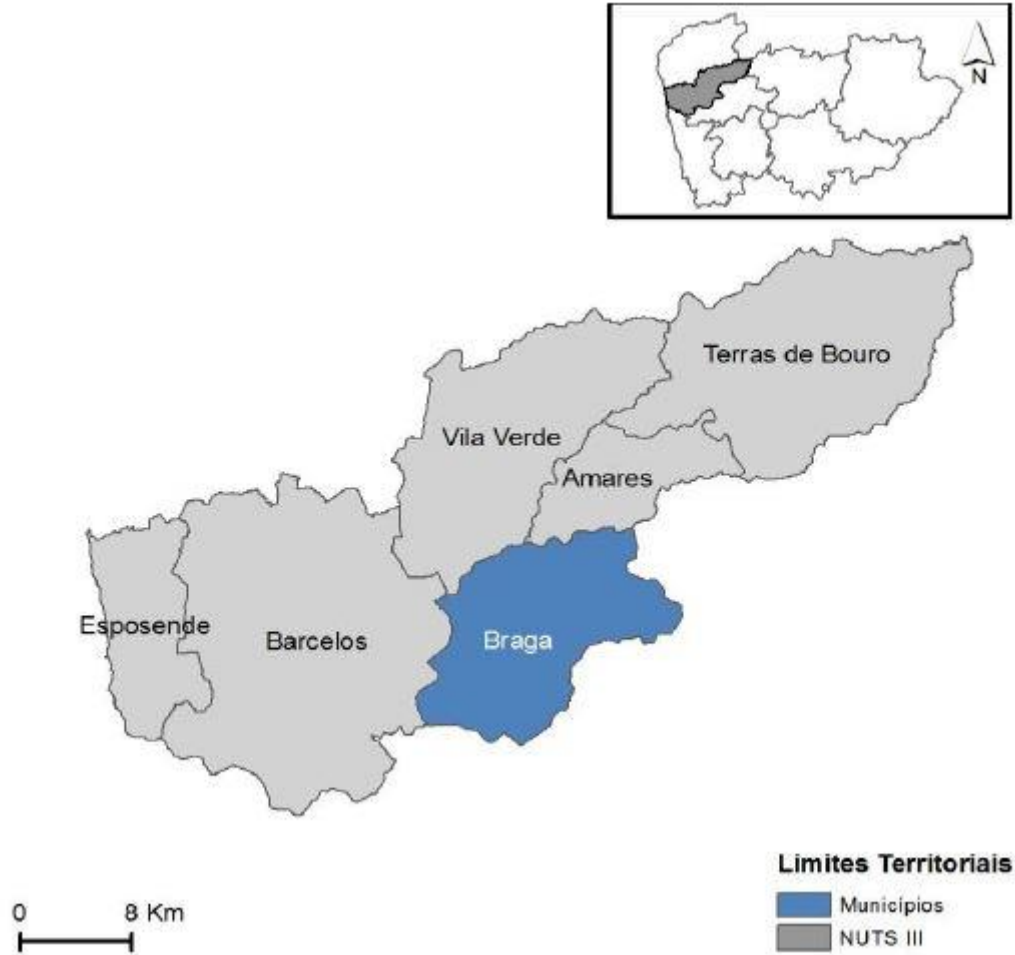 N
Terras de Bouro
Vila Verde
Amares
Esposende
Barcelos
Braga
Limites Territoriais
0 8 Km
Municípios
NUTS III